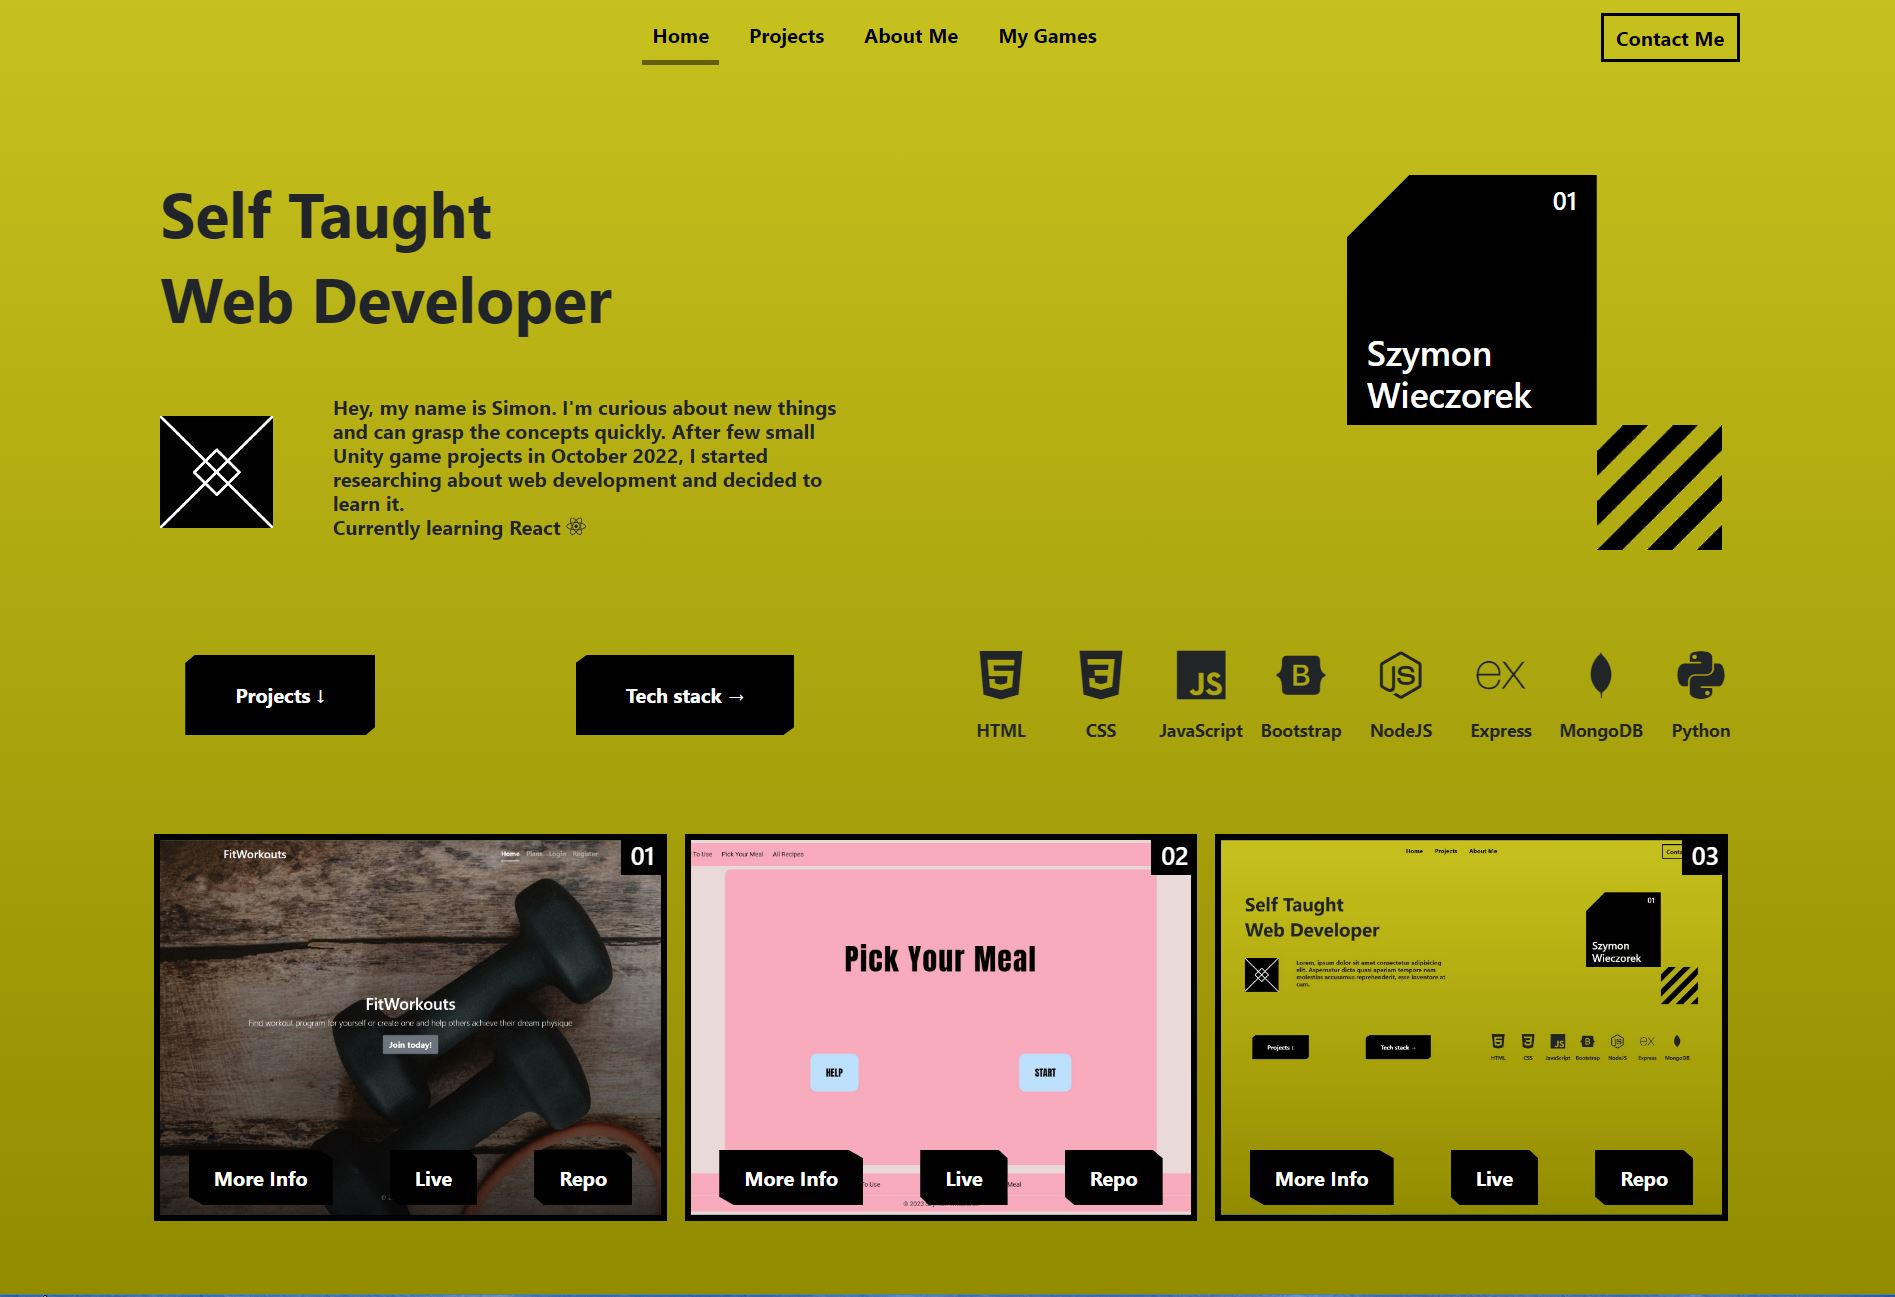 Home Projects About Me My Games Contact Me
Self Taught
Web Developer
01
Szymon
Wieczorek
Hey, my name is Simon. I'm curious about new things
and can grasp the concepts quickly. After few small
Unity game projects in October 2022, I started
researching about web development and decided to
learn it.
Currently learning React
Projects ↓
Tech stack →
HTML CSS JavaScript Bootstrap NodeJS Express MongoDB Python
FitWorkouts
Home Plans Login Register
01
FitWorkouts
Find workout program for yourself or create one and help others achieve their dream physique
Join today!
More Info Live Repo
To Use Pick Your Meal All Recipes
02
Pick Your Meal
HELP START
To Use
Meal
More Info Live Repo
© 2023
Home Projects About Me
03
Self Taught
Web Developer
01
Szymon
Wieczorek
Lorem, ipsum dolor sit amet consectetur adipisicing
elit. Aspernatur dicta quasi aperiam tempore nam
molestias accusamus reprehenderit, esse inventore at
cum.
Projects ↓
Tech stack →
HTML CSS JavaScript Bootstrap NodeJS Express MongoDB
More Info Live Repo